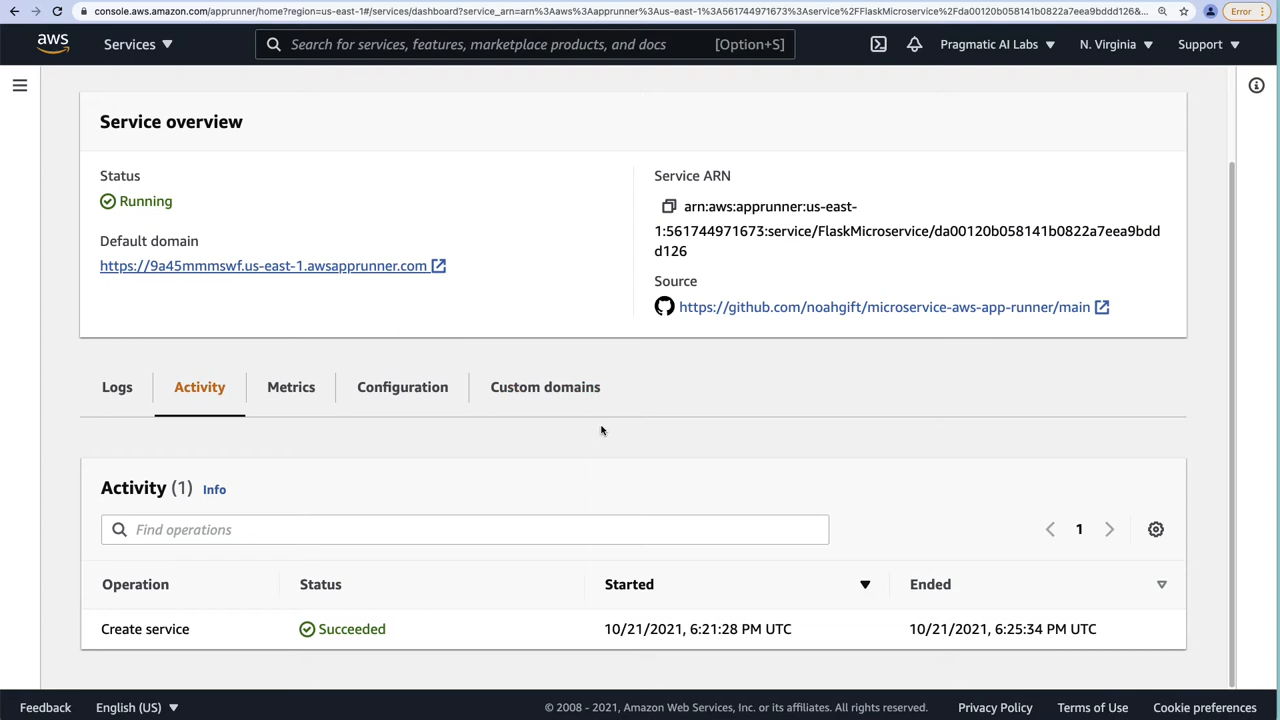 console.aws.amazon.com/apprunner/home?region=us-east-1#/services/dashboard?service_arn=arn%3Aaws%3Aapprunner%3Aus-east-1%3A561744971673%3Aservice%2FFlaskMicroservice%2Fda00120b058141b0822a7eea9bddd126&... Error
aws Services Search for services, features, marketplace products, and docs [Option+S] Pragmatic AI Labs N. Virginia Support
Service overview
Status
Running
Default domain
https://9a45mmmswf.us-east-1.awsapprunner.com
Service ARN
arn:aws:apprunner:us-east-
1:561744971673:service/FlaskMicroservice/da00120b058141b0822a7eea9bdd
d126
Source
https://github.com/noahgift/microservice-aws-app-runner/main
Logs Activity Metrics Configuration Custom domains
Activity (1) Info
Find operations 1
Operation Status Started Ended
Create service Succeeded 10/21/2021, 6:21:28 PM UTC 10/21/2021, 6:25:34 PM UTC
Feedback English (US) © 2008 - 2021, Amazon Web Services, Inc. or its affiliates. All rights reserved. Privacy Policy Terms of Use Cookie preferences